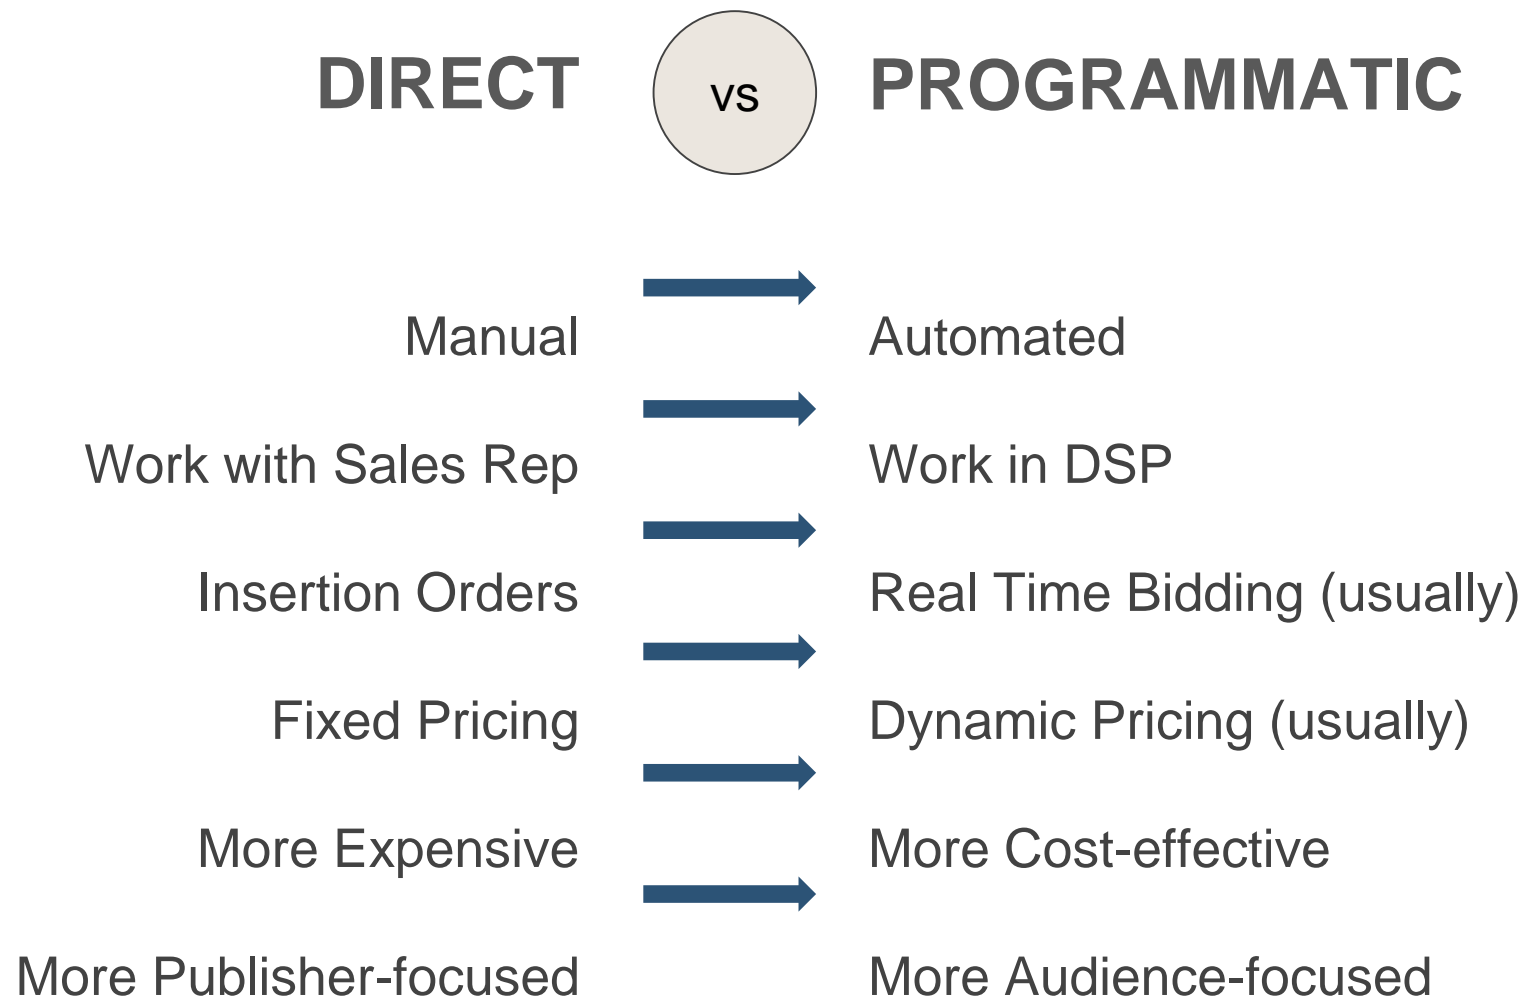 DIRECT vs PROGRAMMATIC
Manual Automated
Work with Sales Rep Work in DSP
Insertion Orders Real Time Bidding (usually)
Fixed Pricing Dynamic Pricing (usually)
More Expensive More Cost-effective
More Publisher-focused More Audience-focused